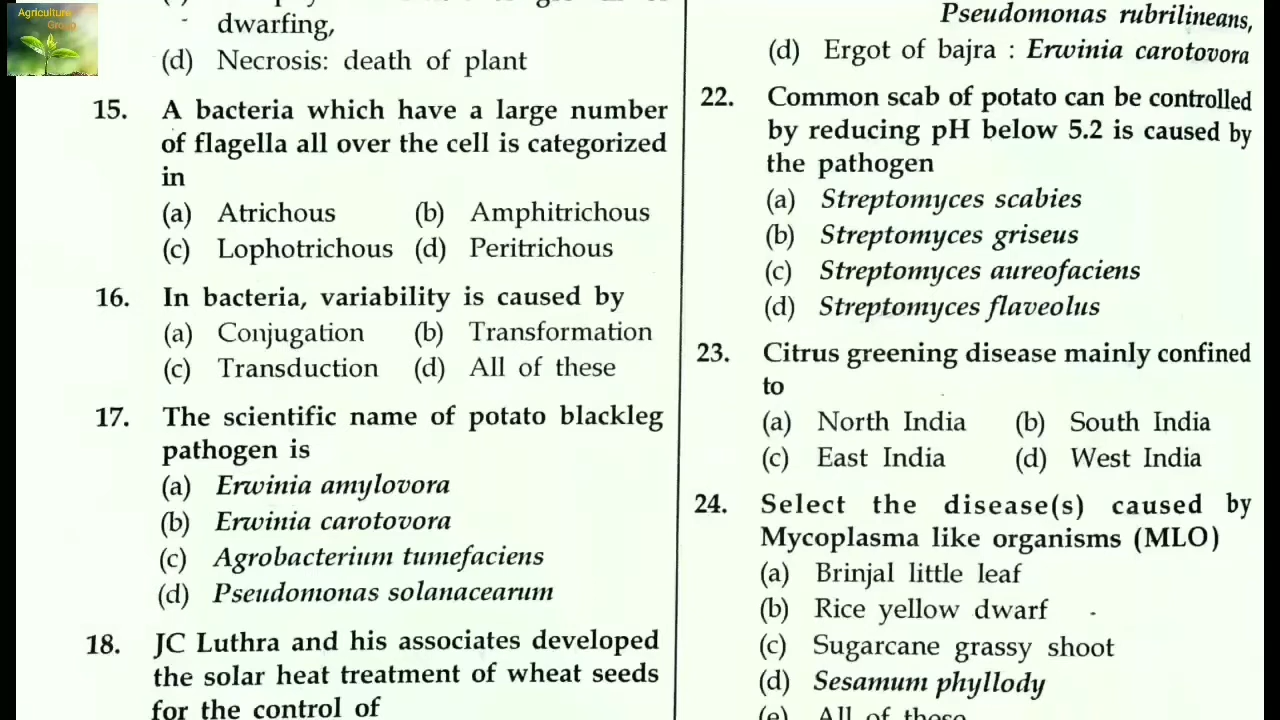 Agriculture
Group
dwarfing,
(d) Necrosis: death of plant
15. A bacteria which have a large number
of flagella all over the cell is categorized
in
(a) Atrichous (b) Amphitrichous
(c) Lophotrichous (d) Peritrichous
16. In bacteria, variability is caused by
(a) Conjugation (b) Transformation
(c) Transduction (d) All of these
17. The scientific name of potato blackleg
pathogen is
(a) Erwinia amylovora
(b) Erwinia carotovora
(c) Agrobacterium tumefaciens
(d) Pseudomonas solanacearum
18. JC Luthra and his associates developed
the solar heat treatment of wheat seeds
for the control of
Pseudomonas rubrilineans,
(d) Ergot of bajra : Erwinia carotovora
22. Common scab of potato can be controlled
by reducing pH below 5.2 is caused by
the pathogen
(a) Streptomyces scabies
(b) Streptomyces griseus
(c) Streptomyces aureofaciens
(d) Streptomyces flaveolus
23. Citrus greening disease mainly confined
to
(a) North India (b) South India
(c) East India (d) West India
24. Select the disease(s) caused by
Mycoplasma like organisms (MLO)
(a) Brinjal little leaf
(b) Rice yellow dwarf
(c) Sugarcane grassy shoot
(d) Sesamum phyllody
(e) All of these